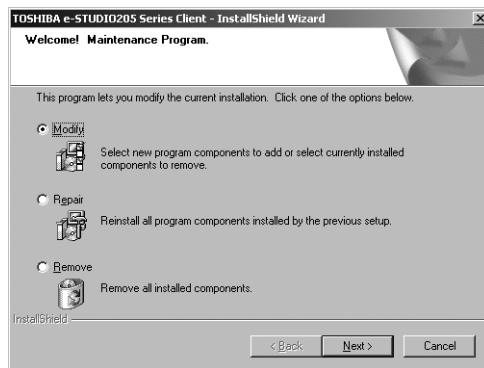 TOSHIBA e-STUDIO205 Series Client - InstallShield Wizard
Welcome! Maintenance Program.
This program lets you modify the current installation. Click one of the options below.
Modify
Select new program components to add or select currently installed
components to remove.
Repair
Reinstall all program components installed by the previous setup.
Remove
Remove all installed components.
InstallShield
< Back
Next >
Cancel